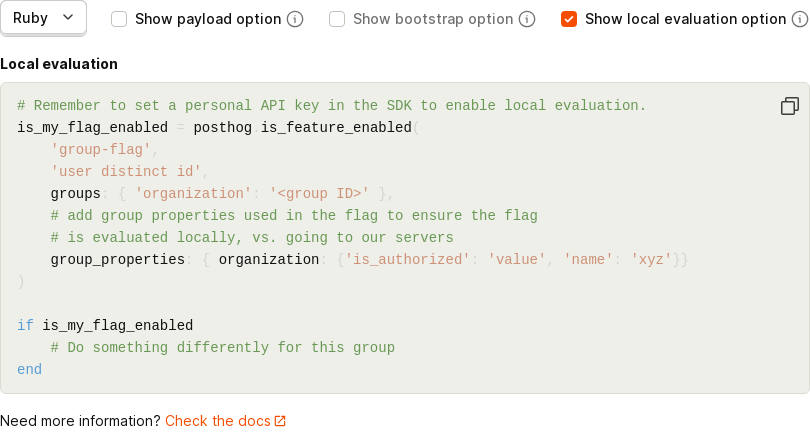 Ruby Show payload option Show bootstrap option Show local evaluation option
Local evaluation
# Remember to set a personal API key in the SDK to enable local evaluation.
is_my_flag_enabled = posthog.is_feature_enabled(
    'group-flag',
    'user distinct id',
    groups: { 'organization': '<group ID>' },
    # add group properties used in the flag to ensure the flag
    # is evaluated locally, vs. going to our servers
    group_properties: { organization: {'is_authorized': 'value', 'name': 'xyz'}}
)
if is_my_flag_enabled
    # Do something differently for this group
end
Need more information? Check the docs